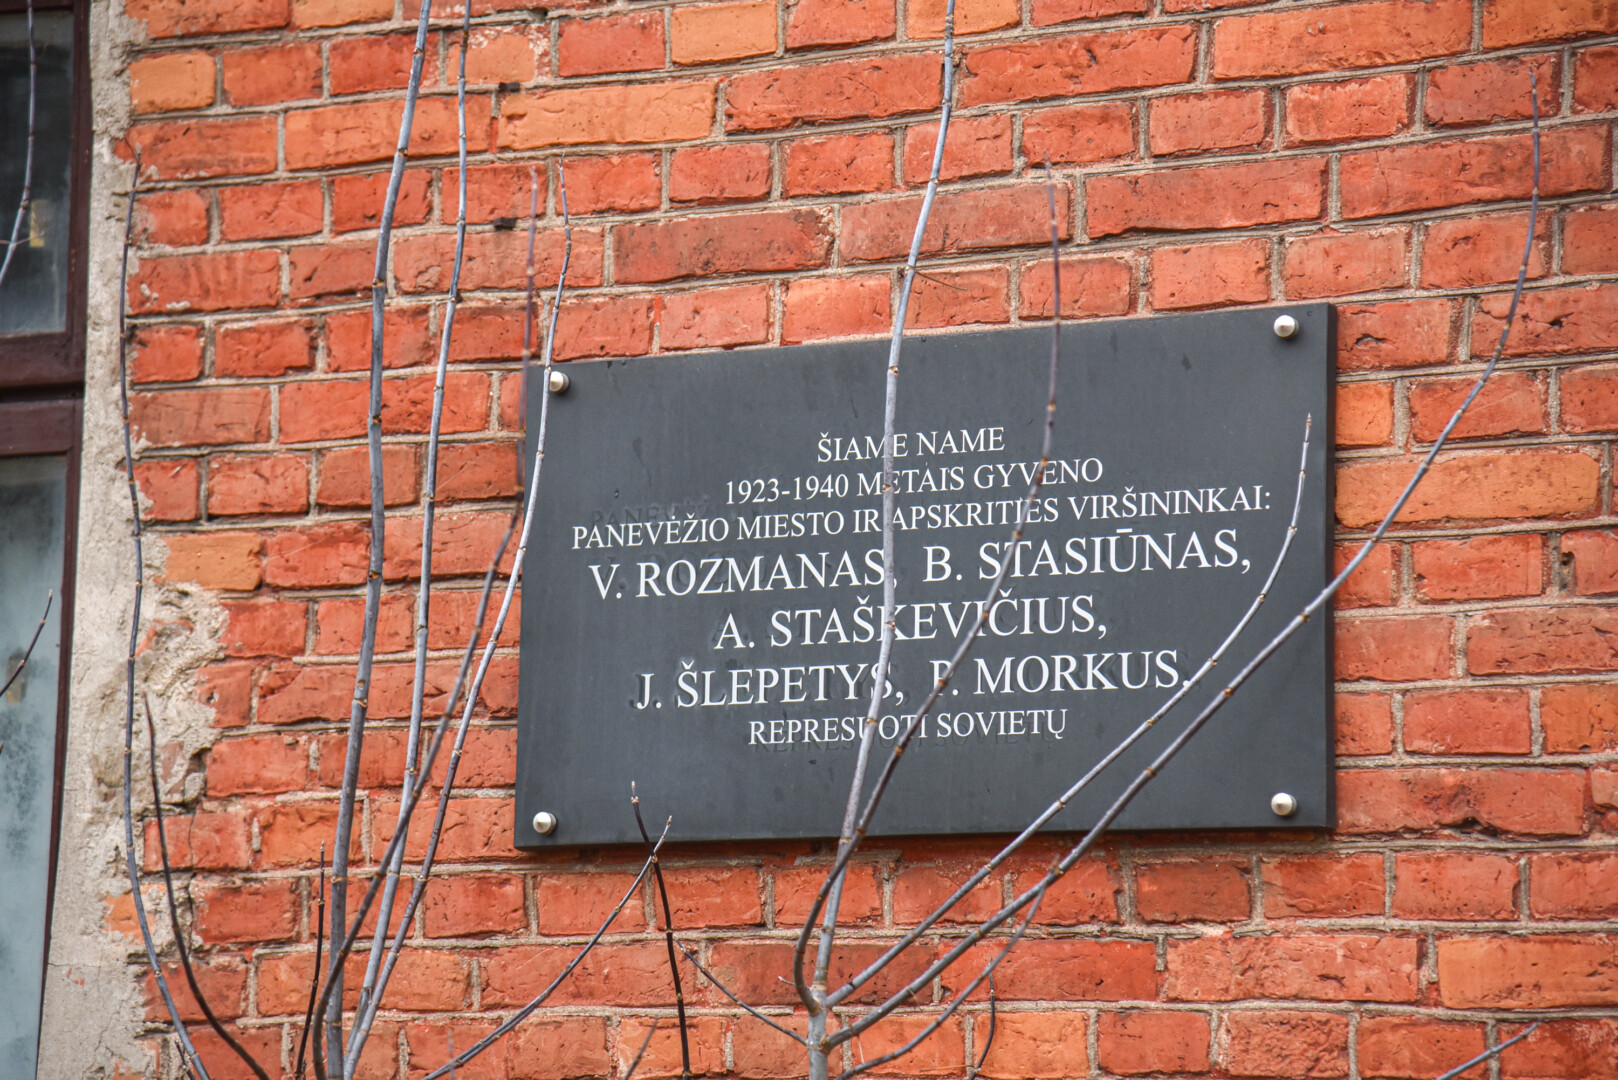 ŠIAME NAME
1923-1940 METAIS GYVENO
PANEVĖŽIO MIESTO IR APSKRITIES VIRŠININKAI:
V. ROZMANAS, B. STASIŪNAS,
A. STAŠKEVIČIUS,
J. ŠLEPETYS, P. MORKUS,
REPRESUOTI SOVIETŲ